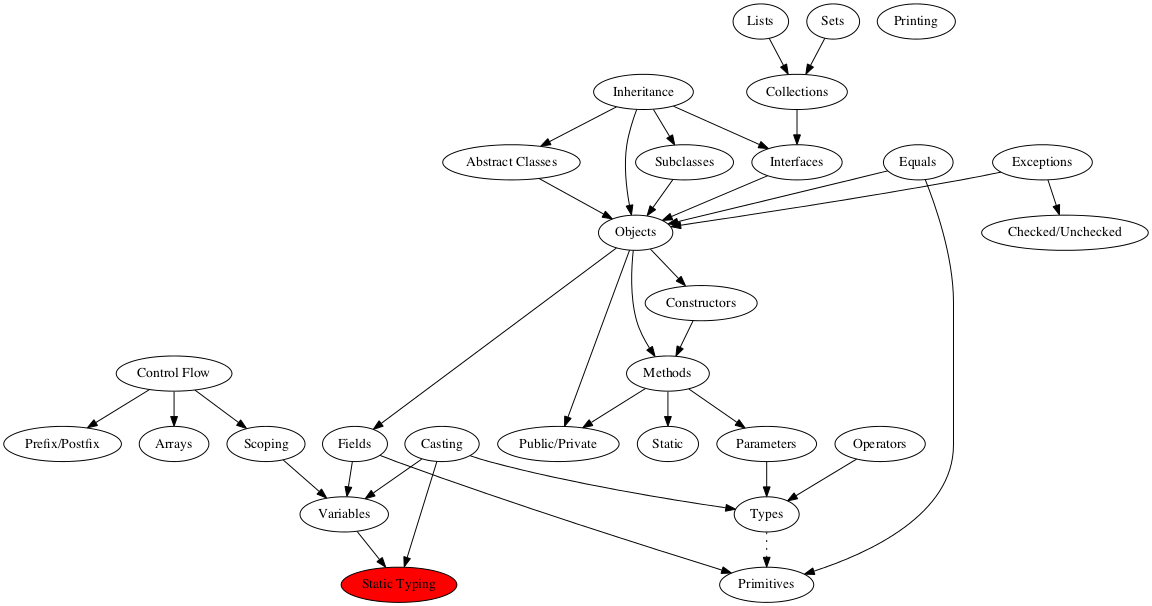 Lists
Sets
Printing
Inheritance
Collections
Abstract Classes
Subclasses
Interfaces
Equals
Exceptions
Objects
Checked/Unchecked
Constructors
Control Flow
Methods
Prefix/Postfix
Arrays
Scoping
Fields
Casting
Public/Private
Static
Parameters
Operators
Variables
Types
Static Typing
Primitives